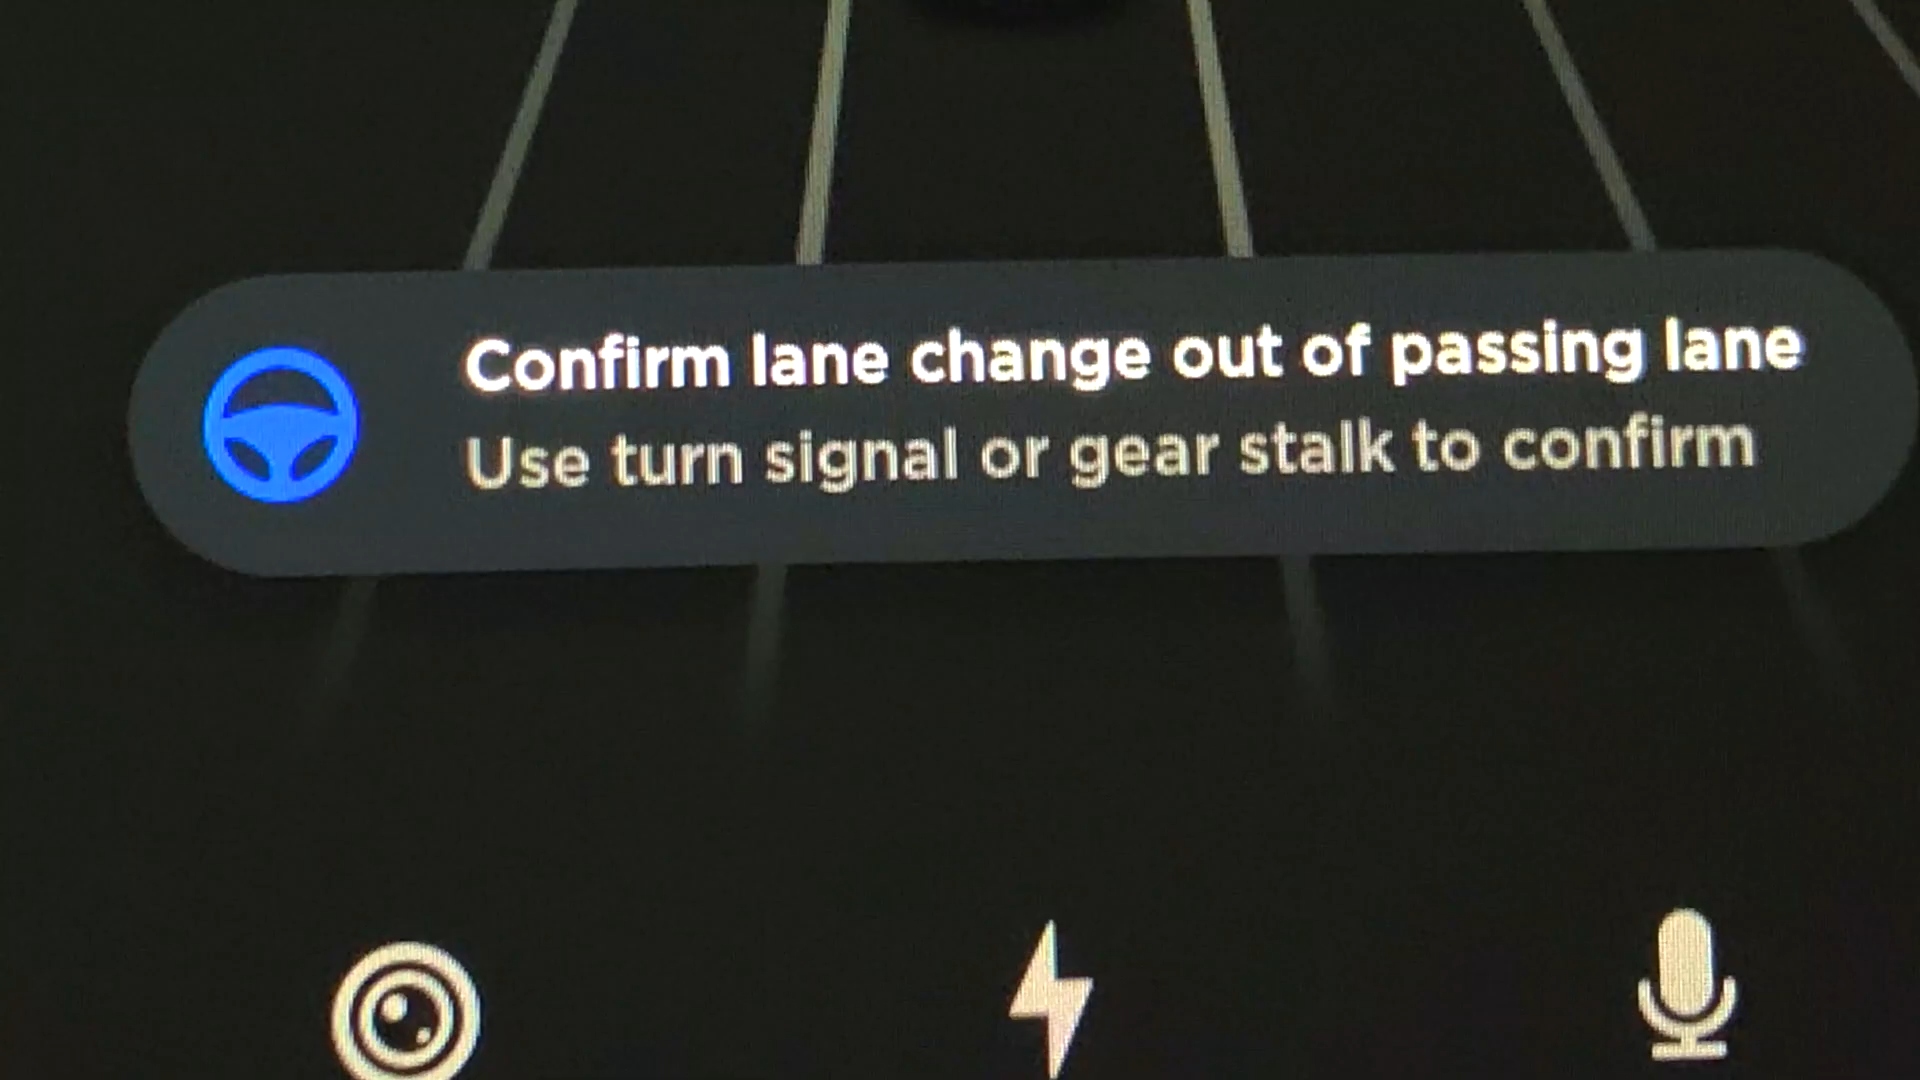 Confirm lane change out of passing lane
Use turn signal or gear stalk to confirm